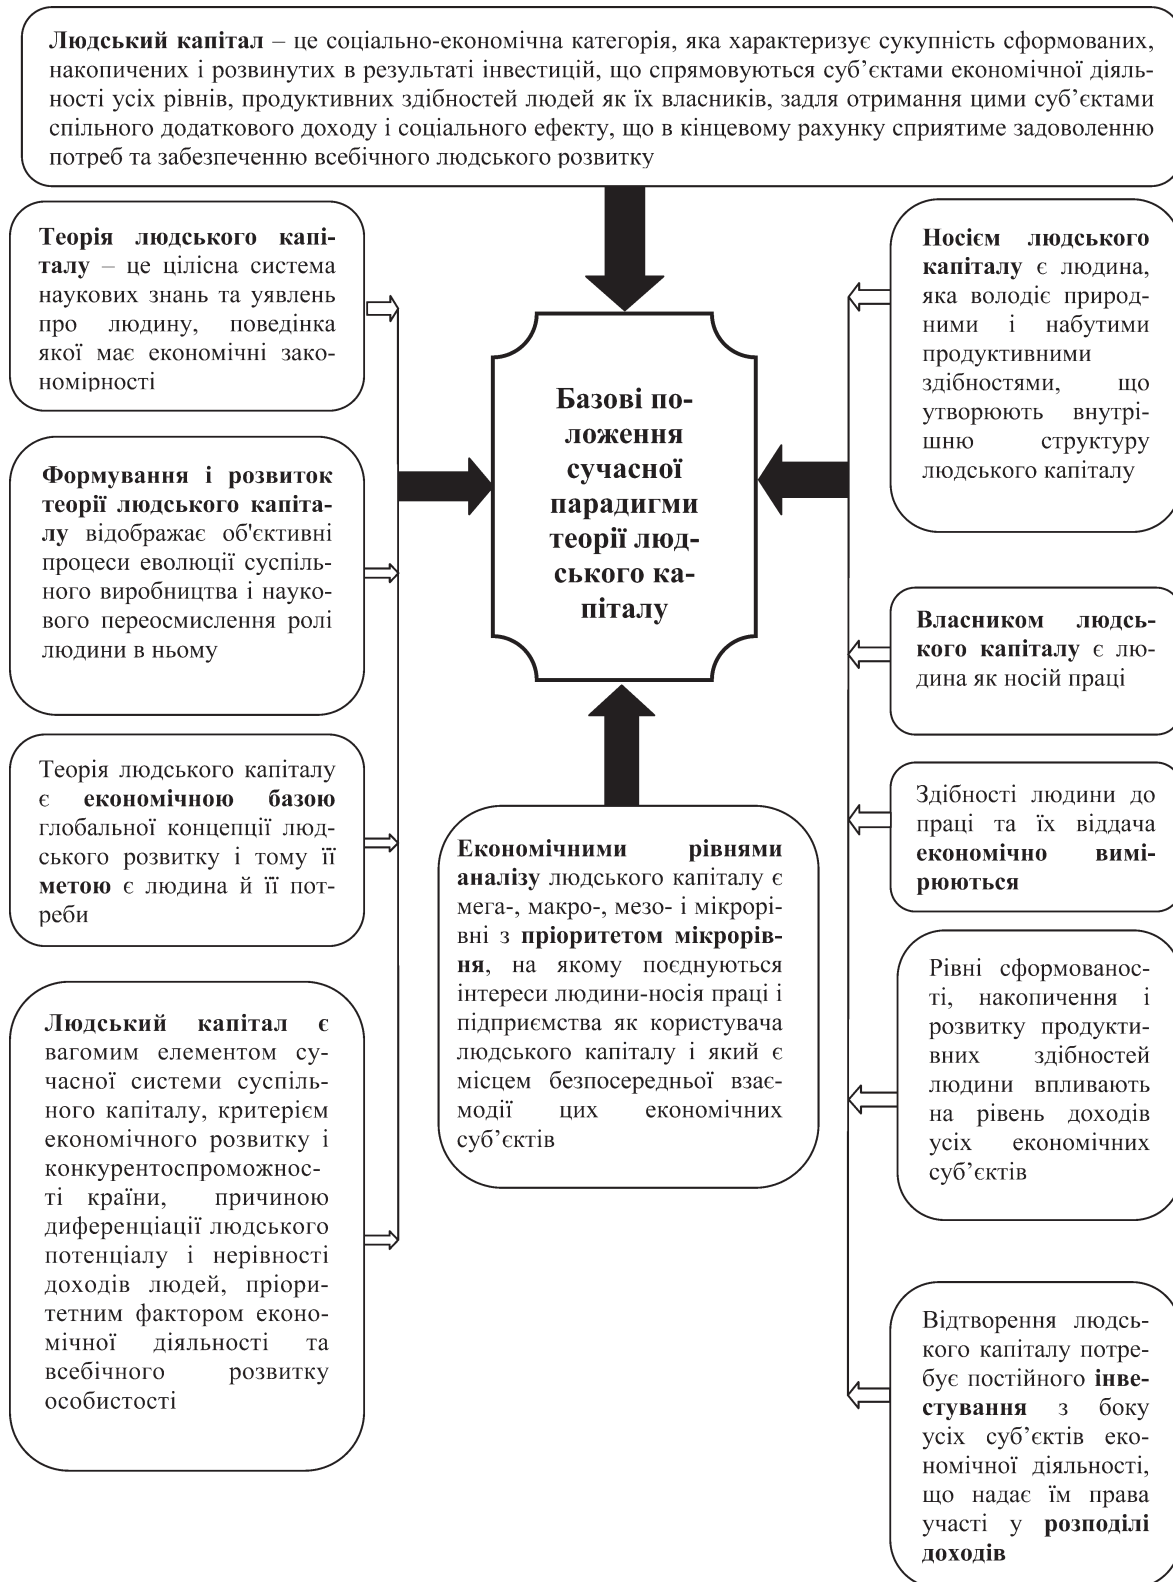 Людський капітал – це соціально-економічна категорія, яка характеризує сукупність сформованих,
накопичених і розвинутих в результаті інвестицій, що спрямовуються суб’єктами економічної діяль-
ності усіх рівнів, продуктивних здібностей людей як їх власників, задля отримання цими суб’єктами
спільного додаткового доходу і соціального ефекту, що в кінцевому рахунку сприятиме задоволенню
потреб та забезпеченню всебічного людського розвитку
Теорія людського капі-
талу – це цілісна система
наукових знань та уявлень
про людину, поведінка
якої має економічні зако-
номірності
Формування і розвиток
теорії людського капіта-
лу відображає об'єктивні
процеси еволюції суспіль-
ного виробництва і науко-
вого переосмислення ролі
людини в ньому
Теорія людського капіталу
є економічною базою
глобальної концепції люд-
ського розвитку і тому її
метою є людина й її пот-
реби
Людський капітал є
вагомим елементом су-
часної системи суспіль-
ного капіталу, критерієм
економічного розвитку і
конкурентоспроможнос-
ті країни, причиною
диференціації людського
потенціалу і нерівності
доходів людей, пріори-
тетним фактором еконо-
мічної діяльності та
всебічного розвитку
особистості
Базові по-
ложення
сучасної
парадигми
теорії люд-
ського ка-
піталу
Економічними рівнями
аналізу людського капіталу є
мега-, макро-, мезо- і мікрорі-
вні з пріоритетом мікрорів-
ня, на якому поєднуються
інтереси людини-носія праці і
підприємства як користувача
людського капіталу і який є
місцем безпосередньої взає-
модії цих економічних
суб’єктів
Носієм людського
капіталу є людина,
яка володіє природ-
ними і набутими
продуктивними
здібностями, що
утворюють внутрі-
шню структуру
людського капіталу
Власником людсь-
кого капіталу є лю-
дина як носій праці
Здібності людини до
праці та їх віддача
економічно вимі-
рюються
Рівні сформованос-
ті, накопичення і
розвитку продукти-
вних здібностей
людини впливають
на рівень доходів
усіх економічних
суб’єктів
Відтворення людсь-
кого капіталу потре-
бує постійного інве-
стування з боку
усіх суб’єктів еко-
номічної діяльності,
що надає їм права
участі у розподілі
доходів